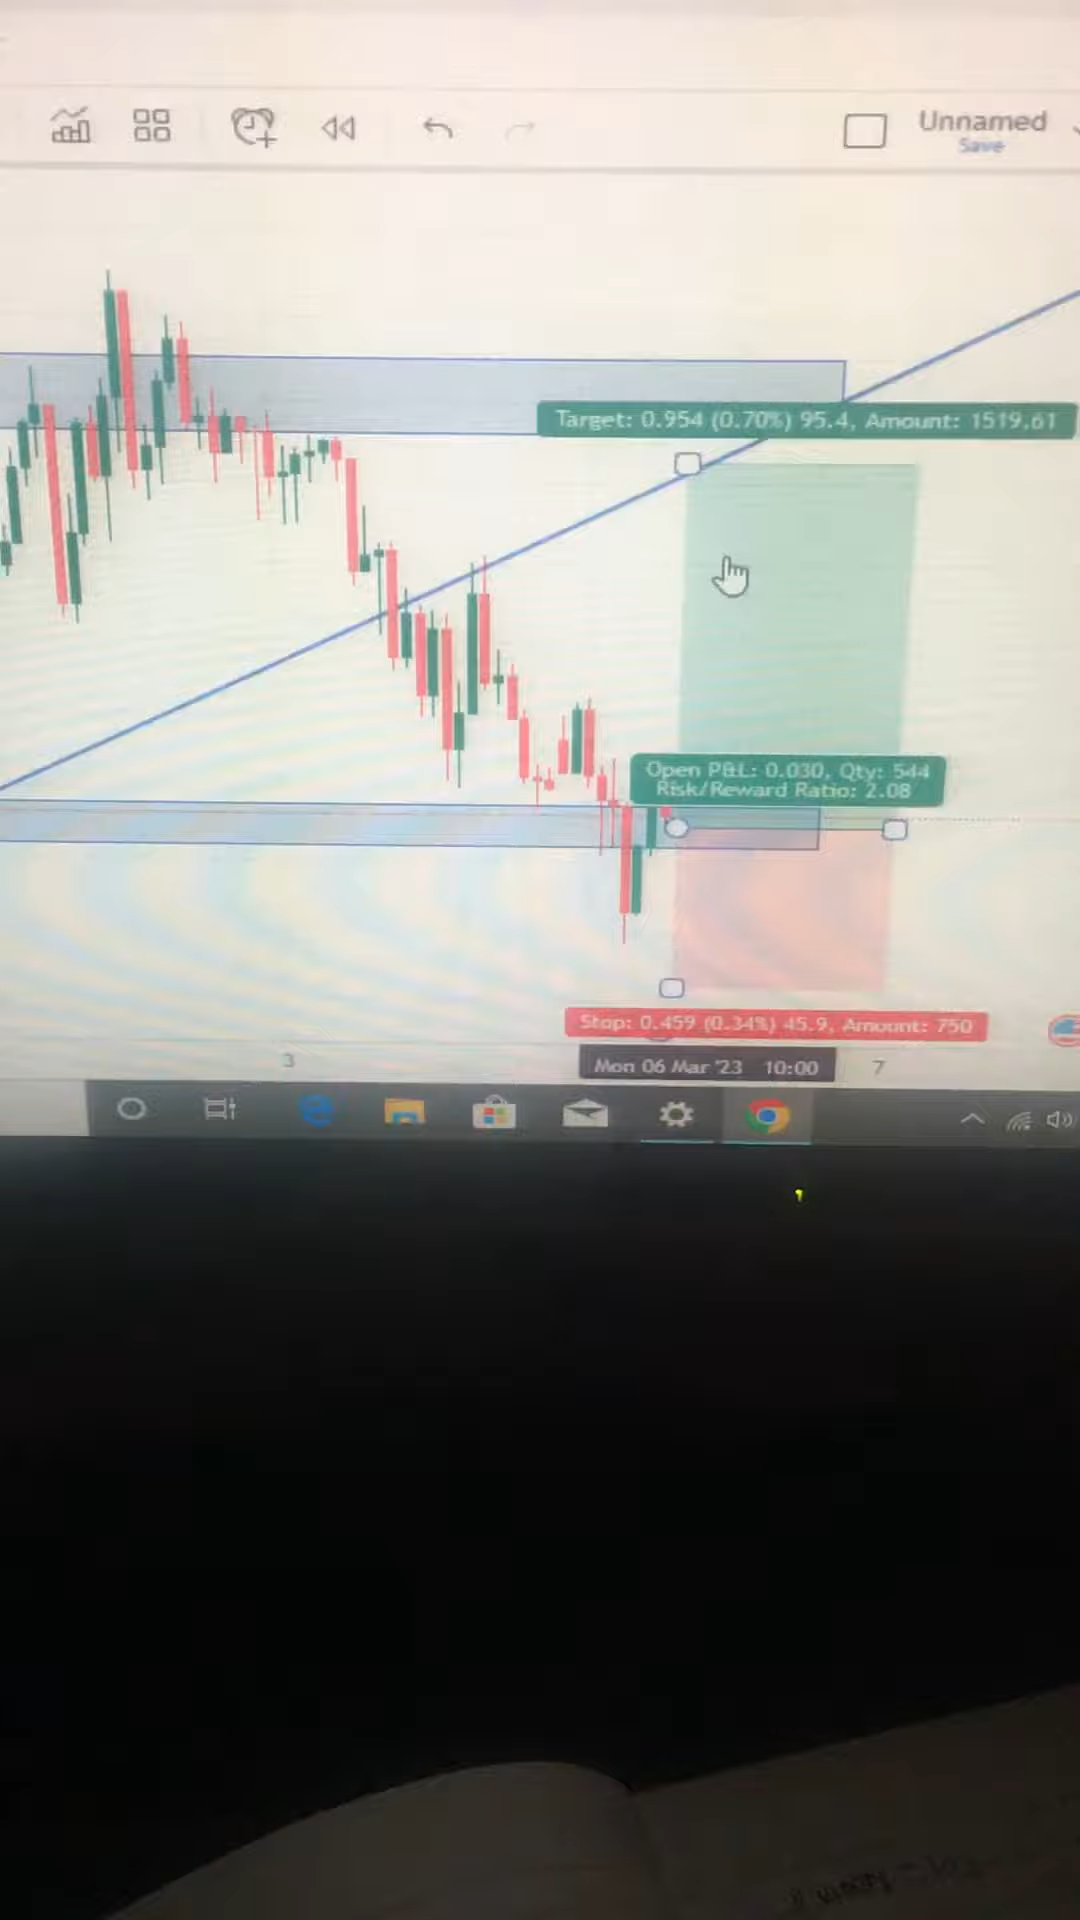 Unnamed
Save
Target: 0.954 (0.70%) 95.4, Amount: 1519.61
Open P&L: 0.030, Qty: 544
Risk/Reward Ratio: 2.08
Stop: 0.459 (0.34%) 45.9, Amount: 750
3
Mon 06 Mar '23 10:00
7